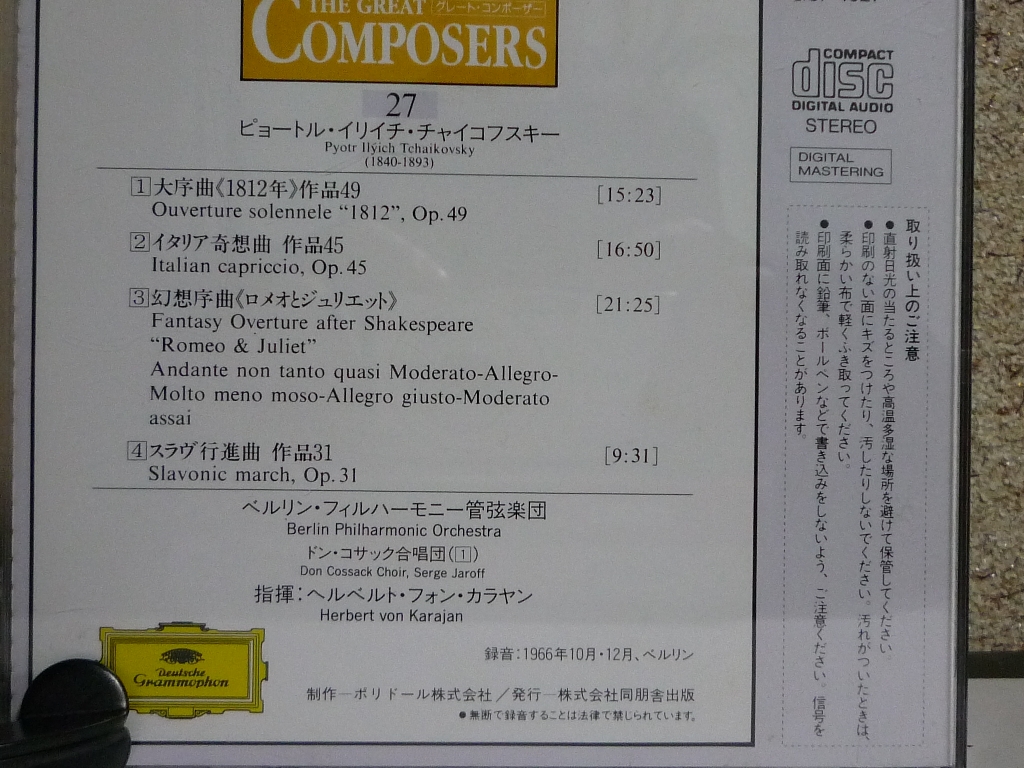 THE GREAT グレート・コンポーザー
COMPOSERS
27
ピョートル・イリイチ・チャイコフスキー
Pyotr Ilyich Tchaikovsky
(1840-1893)
1 大序曲《1812年》作品49 [15:23]
Ouverture solennele “1812”, Op. 49
2 イタリア奇想曲 作品45 [16:50]
Italian capriccio, Op. 45
3 幻想序曲《ロメオとジュリエット》 [21:25]
Fantasy Overture after Shakespeare
“Romeo & Juliet”
Andante non tanto quasi Moderato-Allegro-
Molto meno moso-Allegro giusto-Moderato
assai
4 スラヴ行進曲 作品31 [9:31]
Slavonic march, Op. 31
ベルリン・フィルハーモニー管弦楽団
Berlin Philharmonic Orchestra
ドン・コサック合唱団(1)
Don Cossack Choir, Serge Jaroff
指揮:ヘルベルト・フォン・カラヤン
Herbert von Karajan
録音:1966年10月・12月、ベルリン
Deutsche
Grammophon
制作—ポリドール株式会社/発行—株式会社同朋舎出版
●無断で録音することは法律で禁じられています。
COMPACT
disc
DIGITAL AUDIO
STEREO
DIGITAL
MASTERING
取り扱い上のご注意
●直射日光の当たるところや高温多湿な場所を避けて保管してください。
●印刷のない面にキズをつけたり、汚したりしないでください。汚れがついたときは、
柔らかい布で軽くふき取ってください。
●印刷面に鉛筆、ボールペンなどで書き込みをしないよう、ご注意ください。信号を
読み取れなくなることがあります。